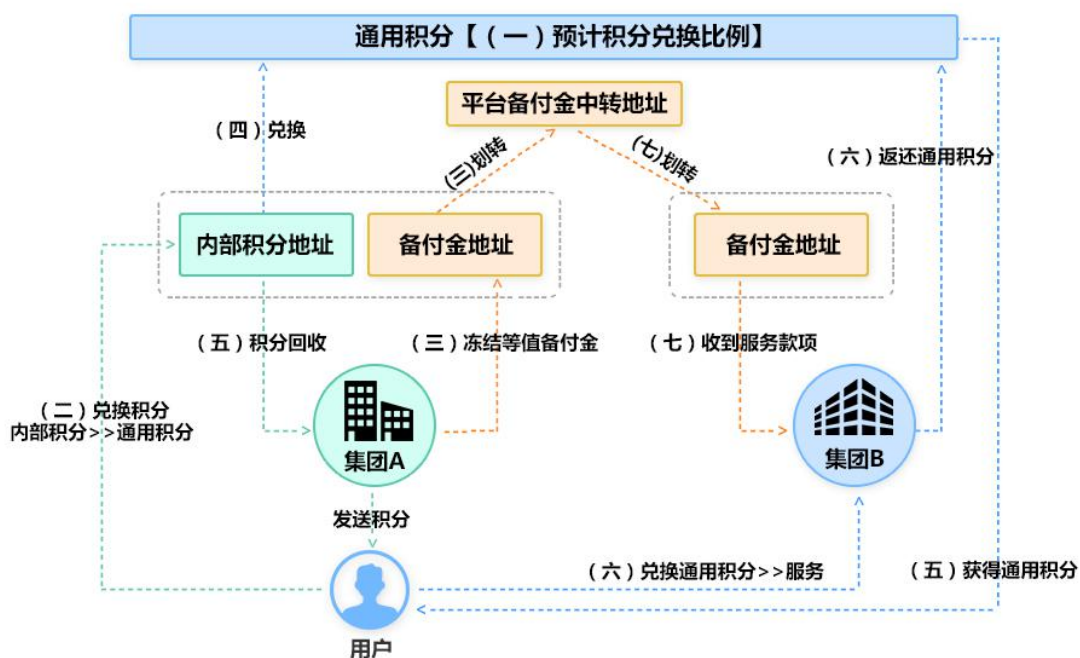 通用积分【（一）预计积分兑换比例】
平台备付金中转地址
（四）兑换
(三)划转
(七)划转
（六）返还通用积分
内部积分地址
备付金地址
备付金地址
（五）积分回收
（三）冻结等值备付金
（七）收到服务款项
（二）兑换积分
内部积分>>通用积分
集团A
集团B
发送积分
（六）兑换通用积分>>服务
（五）获得通用积分
用户